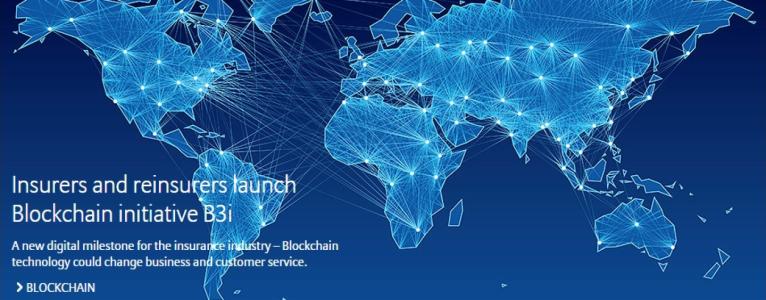 Insurers and reinsurers launch
Blockchain initiative B3i
A new digital milestone for the insurance industry – Blockchain
technology could change business and customer service.
> BLOCKCHAIN